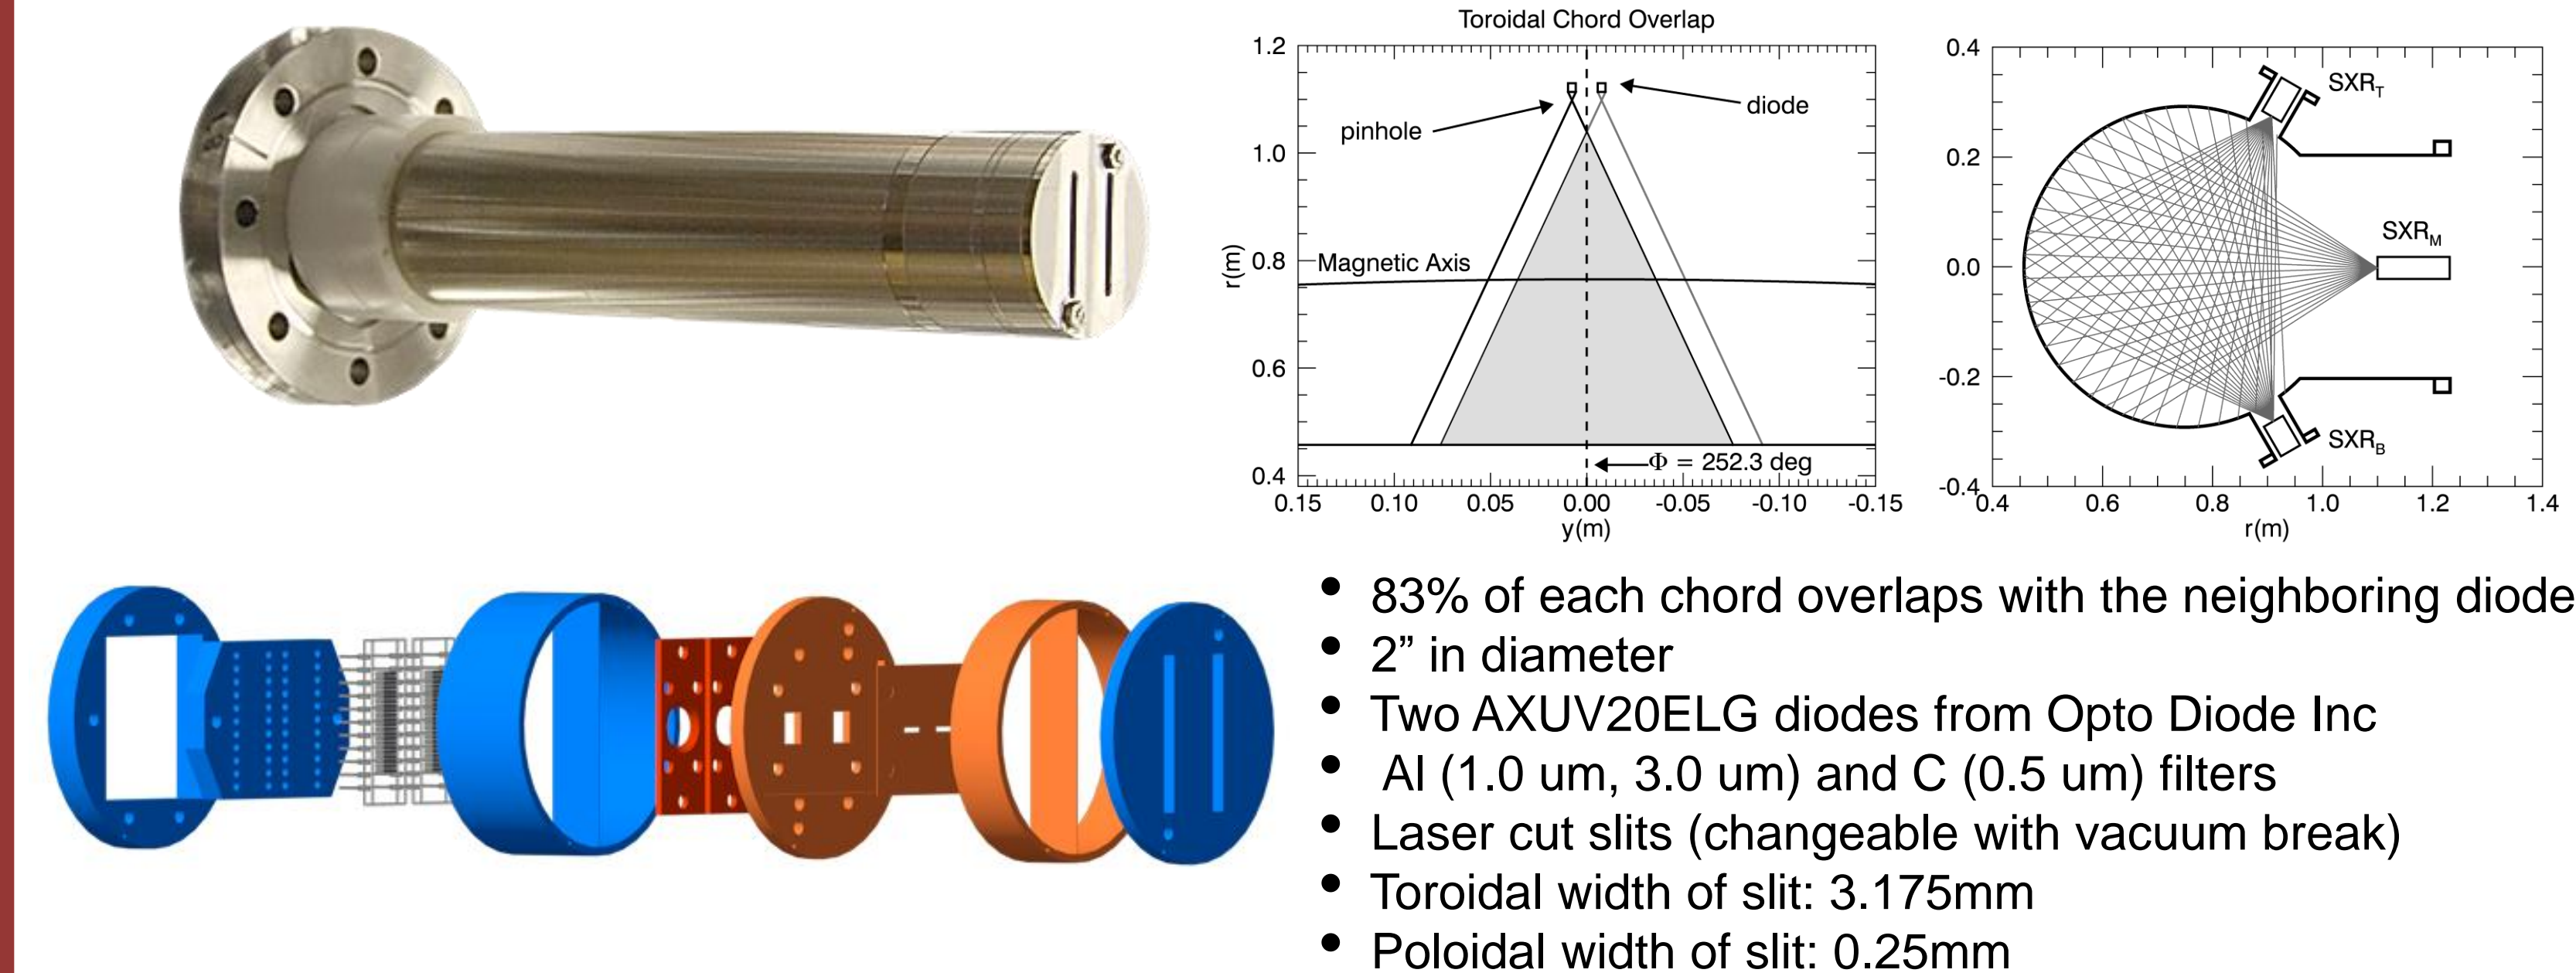 Toroidal Chord Overlap
1.2
1.0
0.8
0.6
0.4
r(m)
pinhole
diode
Magnetic Axis
Φ = 252.3 deg
0.15 0.10 0.05 0.00 -0.05 -0.10 -0.15
y(m)
0.4
0.2
0.0
-0.2
-0.4
SXR_T
SXR_M
SXR_B
0.4 0.6 0.8 1.0 1.2 1.4
r(m)
• 83% of each chord overlaps with the neighboring diode
• 2” in diameter
• Two AXUV20ELG diodes from Opto Diode Inc
• Al (1.0 um, 3.0 um) and C (0.5 um) filters
• Laser cut slits (changeable with vacuum break)
• Toroidal width of slit: 3.175mm
• Poloidal width of slit: 0.25mm